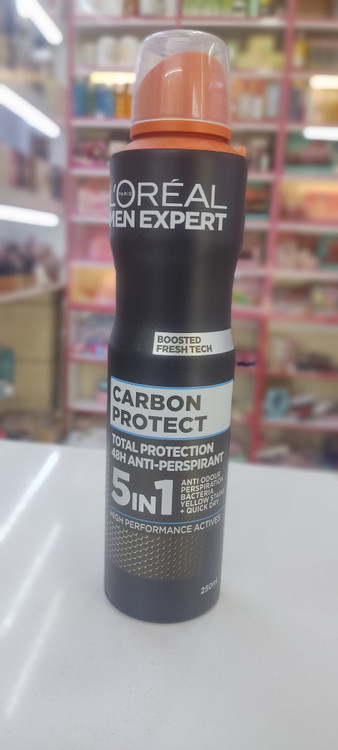 L'ORÉAL
PARIS
MEN EXPERT
BOOSTED
FRESH TECH
CARBON
PROTECT
TOTAL PROTECTION
48H ANTI-PERSPIRANT
5IN1
ANTI ODOUR
PERSPIRATION
BACTERIA
YELLOW STAINS
+ QUICK DRY
HIGH PERFORMANCE ACTIVES
250ml